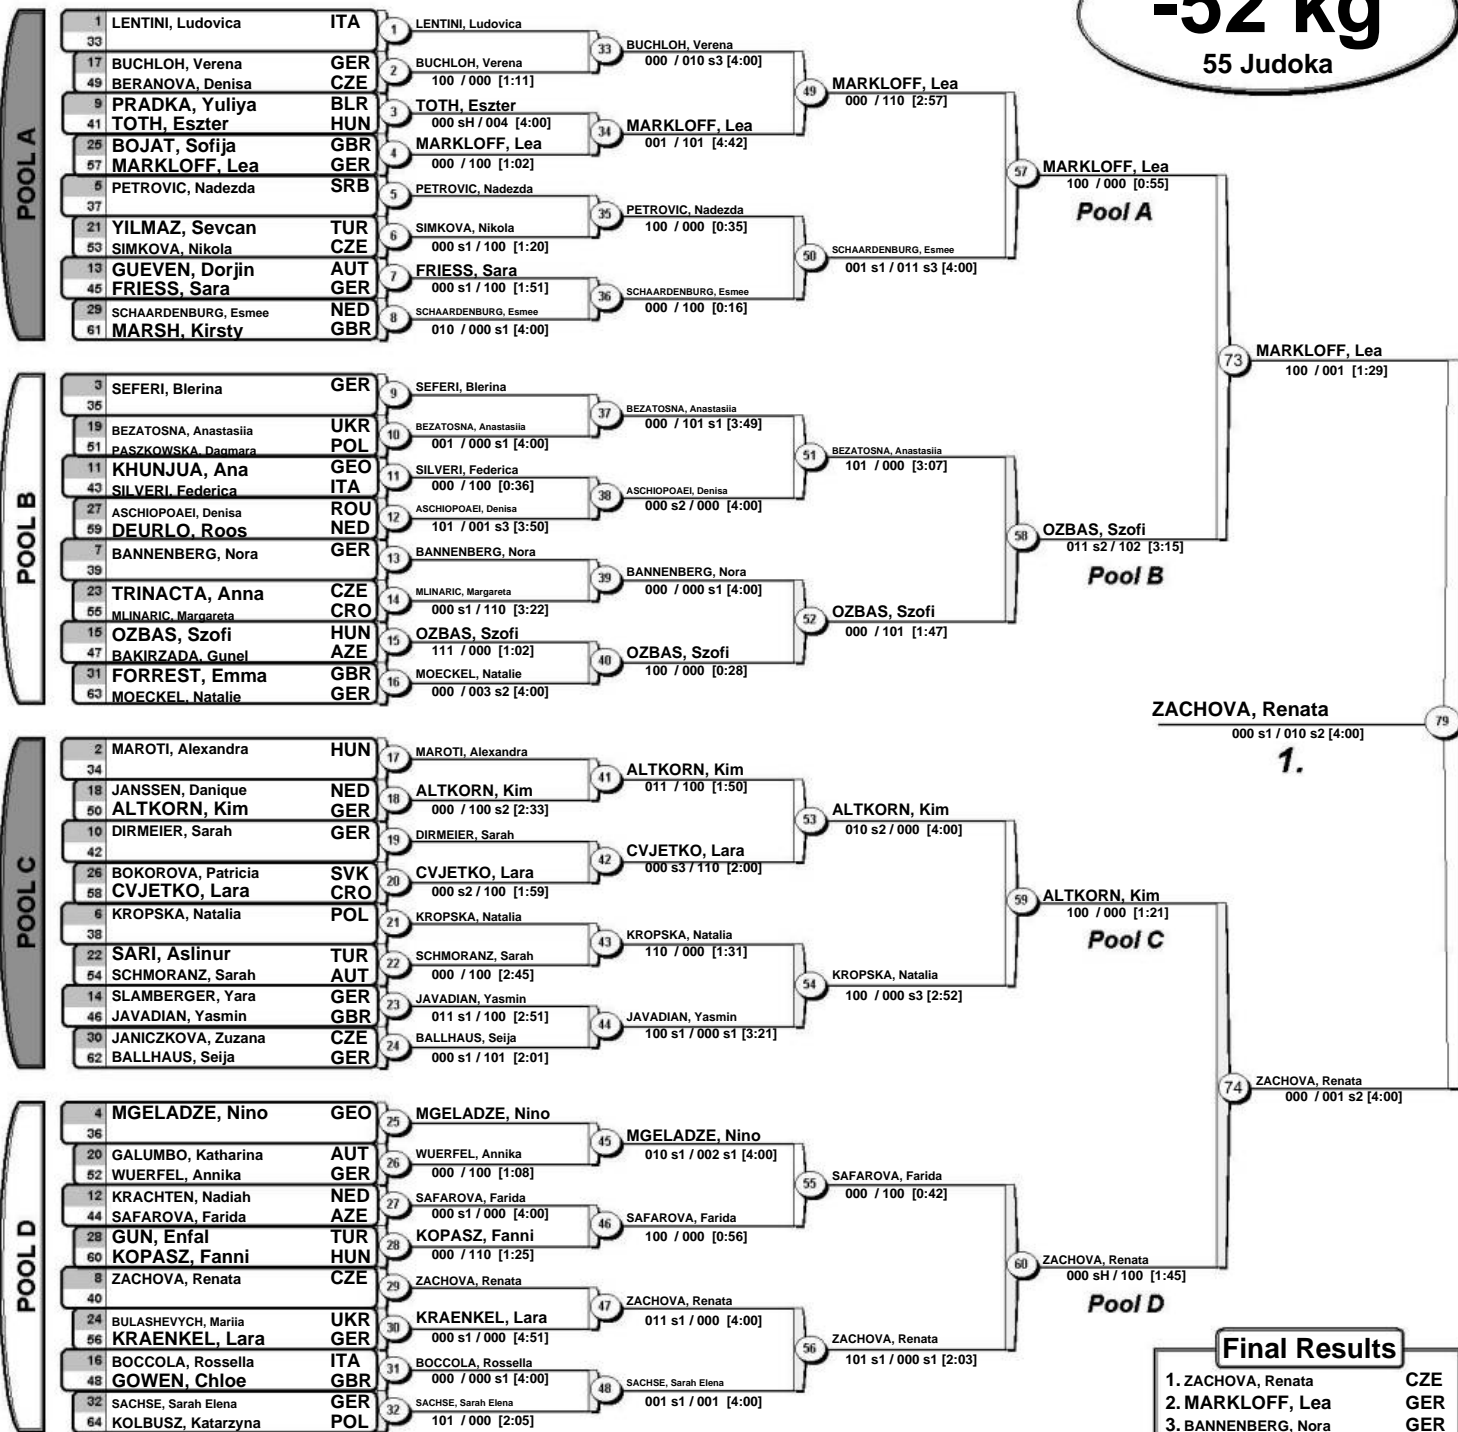 -52 kg
55 Judoka
POOL A
1 LENTINI, Ludovica ITA
33
17 BUCHLOH, Verena GER
49 BERANOVA, Denisa CZE
9 PRADKA, Yuliya BLR
41 TOTH, Eszter HUN
25 BOJAT, Sofija GBR
57 MARKLOFF, Lea GER
5 PETROVIC, Nadezda SRB
37
21 YILMAZ, Sevcan TUR
53 SIMKOVA, Nikola CZE
13 GUEVEN, Dorjin AUT
45 FRIESS, Sara GER
29 SCHAARDENBURG, Esmee NED
61 MARSH, Kirsty GBR
1 LENTINI, Ludovica
2 BUCHLOH, Verena
100 / 000 [1:11]
3 TOTH, Eszter
000 sH / 004 [4:00]
4 MARKLOFF, Lea
000 / 100 [1:02]
5 PETROVIC, Nadezda
6 SIMKOVA, Nikola
000 s1 / 100 [1:20]
7 FRIESS, Sara
000 s1 / 100 [1:51]
8 SCHAARDENBURG, Esmee
010 / 000 s1 [4:00]
33 BUCHLOH, Verena
000 / 010 s3 [4:00]
34 MARKLOFF, Lea
001 / 101 [4:42]
35 PETROVIC, Nadezda
100 / 000 [0:35]
36 SCHAARDENBURG, Esmee
000 / 100 [0:16]
49 MARKLOFF, Lea
000 / 110 [2:57]
50 SCHAARDENBURG, Esmee
001 s1 / 011 s3 [4:00]
57 MARKLOFF, Lea
100 / 000 [0:55]
Pool A
POOL B
3 SEFERI, Blerina GER
35
19 BEZATOSNA, Anastasiia UKR
51 PASZKOWSKA, Dagmara POL
11 KHUNJUA, Ana GEO
43 SILVERI, Federica ITA
27 ASCHIOPOAEI, Denisa ROU
59 DEURLO, Roos NED
7 BANNENBERG, Nora GER
39
23 TRINACTA, Anna CZE
55 MLINARIC, Margareta CRO
15 OZBAS, Szofi HUN
47 BAKIRZADA, Gunel AZE
31 FORREST, Emma GBR
63 MOECKEL, Natalie GER
9 SEFERI, Blerina
10 BEZATOSNA, Anastasiia
001 / 000 s1 [4:00]
11 SILVERI, Federica
000 / 100 [0:36]
12 ASCHIOPOAEI, Denisa
101 / 001 s3 [3:50]
13 BANNENBERG, Nora
14 MLINARIC, Margareta
000 s1 / 110 [3:22]
15 OZBAS, Szofi
111 / 000 [1:02]
16 MOECKEL, Natalie
000 / 003 s2 [4:00]
37 BEZATOSNA, Anastasiia
000 / 101 s1 [3:49]
38 ASCHIOPOAEI, Denisa
000 s2 / 000 [4:00]
39 BANNENBERG, Nora
000 / 000 s1 [4:00]
40 OZBAS, Szofi
100 / 000 [0:28]
51 BEZATOSNA, Anastasiia
101 / 000 [3:07]
52 OZBAS, Szofi
000 / 101 [1:47]
58 OZBAS, Szofi
011 s2 / 102 [3:15]
Pool B
73 MARKLOFF, Lea
100 / 001 [1:29]
ZACHOVA, Renata 79
000 s1 / 010 s2 [4:00]
1.
POOL C
2 MAROTI, Alexandra HUN
34
18 JANSSEN, Danique NED
50 ALTKORN, Kim GER
10 DIRMEIER, Sarah GER
42
26 BOKOROVA, Patricia SVK
58 CVJETKO, Lara CRO
6 KROPSKA, Natalia POL
38
22 SARI, Aslinur TUR
54 SCHMORANZ, Sarah AUT
14 SLAMBERGER, Yara GER
46 JAVADIAN, Yasmin GBR
30 JANICZKOVA, Zuzana CZE
62 BALLHAUS, Seija GER
17 MAROTI, Alexandra
18 ALTKORN, Kim
000 / 100 s2 [2:33]
19 DIRMEIER, Sarah
20 CVJETKO, Lara
000 s2 / 100 [1:59]
21 KROPSKA, Natalia
22 SCHMORANZ, Sarah
000 / 100 [2:45]
23 JAVADIAN, Yasmin
011 s1 / 100 [2:51]
24 BALLHAUS, Seija
000 s1 / 101 [2:01]
41 ALTKORN, Kim
011 / 100 [1:50]
42 CVJETKO, Lara
000 s3 / 110 [2:00]
43 KROPSKA, Natalia
110 / 000 [1:31]
44 JAVADIAN, Yasmin
100 s1 / 000 s1 [3:21]
53 ALTKORN, Kim
010 s2 / 000 [4:00]
54 KROPSKA, Natalia
100 / 000 s3 [2:52]
59 ALTKORN, Kim
100 / 000 [1:21]
Pool C
74 ZACHOVA, Renata
000 / 001 s2 [4:00]
POOL D
4 MGELADZE, Nino GEO
36
20 GALUMBO, Katharina AUT
52 WUERFEL, Annika GER
12 KRACHTEN, Nadiah NED
44 SAFAROVA, Farida AZE
28 GUN, Enfal TUR
60 KOPASZ, Fanni HUN
8 ZACHOVA, Renata CZE
40
24 BULASHEVYCH, Mariia UKR
56 KRAENKEL, Lara GER
16 BOCCOLA, Rossella ITA
48 GOWEN, Chloe GBR
32 SACHSE, Sarah Elena GER
64 KOLBUSZ, Katarzyna POL
25 MGELADZE, Nino
26 WUERFEL, Annika
000 / 100 [1:08]
27 SAFAROVA, Farida
000 s1 / 000 [4:00]
28 KOPASZ, Fanni
000 / 110 [1:25]
29 ZACHOVA, Renata
30 KRAENKEL, Lara
000 s1 / 000 [4:51]
31 BOCCOLA, Rossella
000 / 000 s1 [4:00]
32 SACHSE, Sarah Elena
101 / 000 [2:05]
45 MGELADZE, Nino
010 s1 / 002 s1 [4:00]
46 SAFAROVA, Farida
100 / 000 [0:56]
47 ZACHOVA, Renata
011 s1 / 000 [4:00]
48 SACHSE, Sarah Elena
001 s1 / 001 [4:00]
55 SAFAROVA, Farida
000 / 100 [0:42]
56 ZACHOVA, Renata
101 s1 / 000 s1 [2:03]
60 ZACHOVA, Renata
000 sH / 100 [1:45]
Pool D
Final Results
1. ZACHOVA, Renata CZE
2. MARKLOFF, Lea GER
3. BANNENBERG, Nora GER